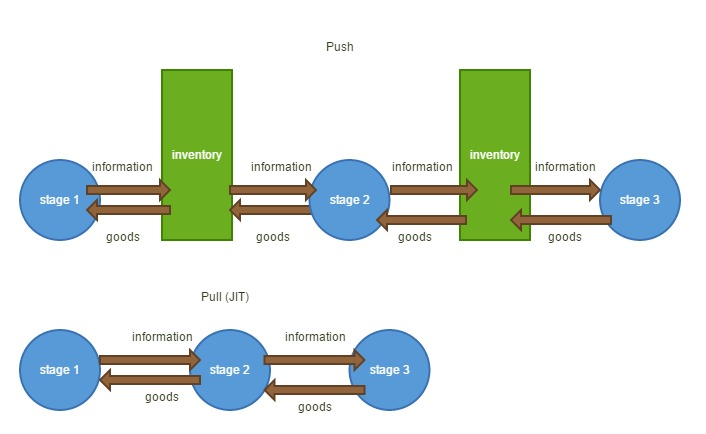 Push
information
information
information
information
inventory
inventory
stage 1
stage 2
stage 3
goods
goods
goods
goods
Pull (JIT)
information
information
stage 1
stage 2
stage 3
goods
goods